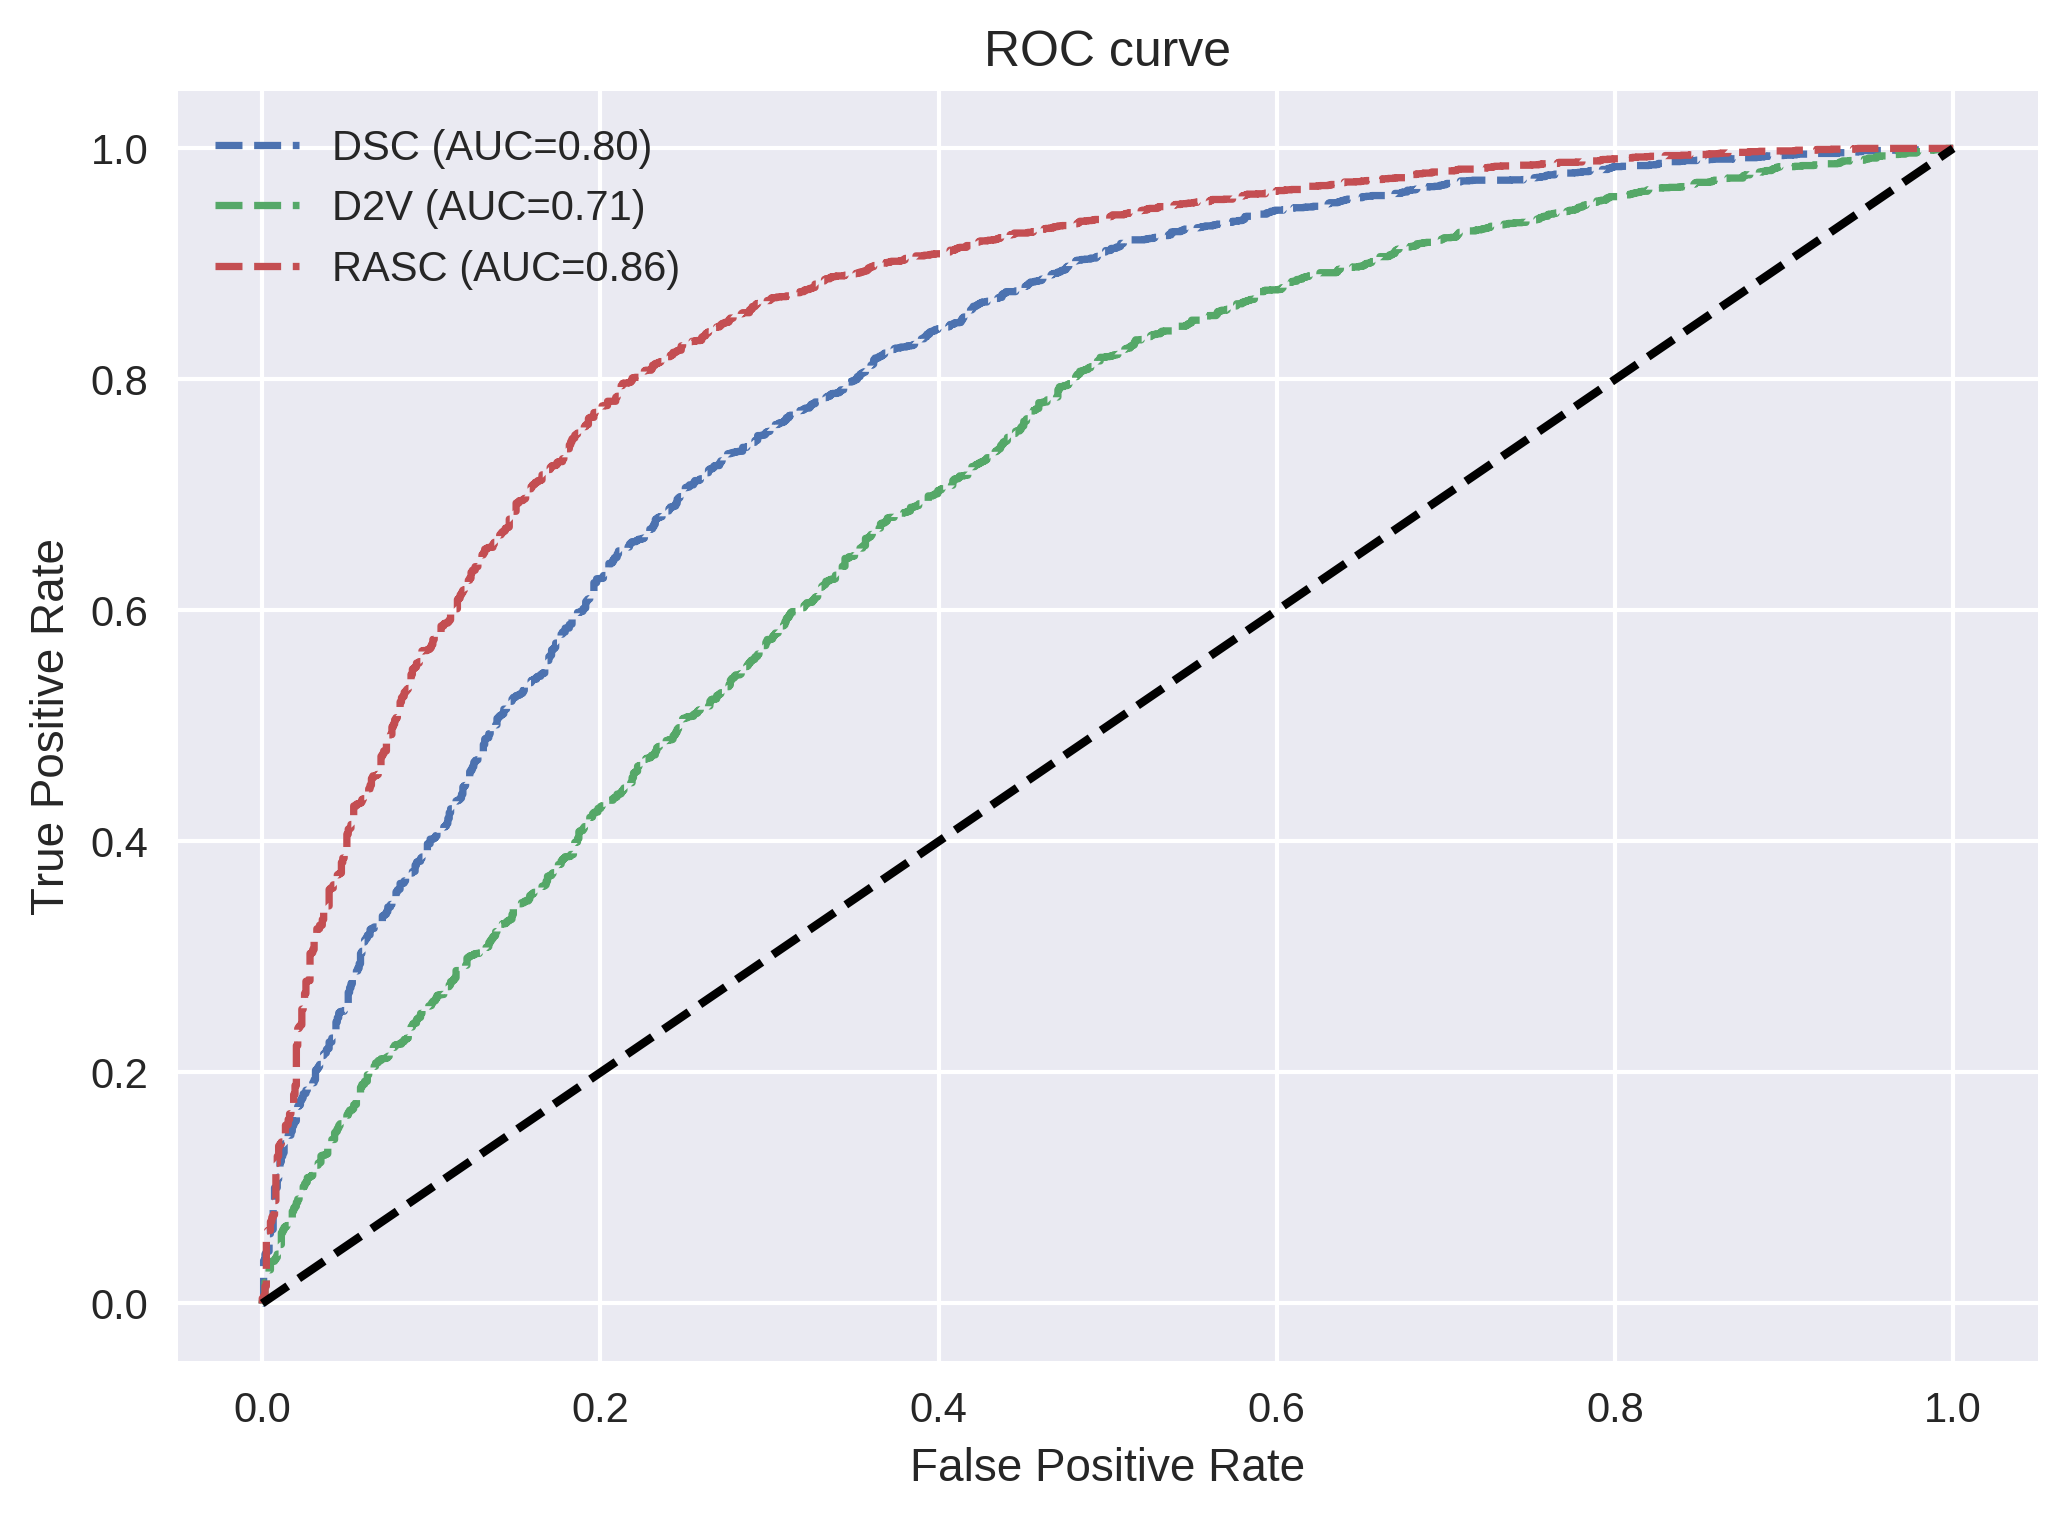 ROC curve
DSC (AUC=0.80)
D2V (AUC=0.71)
RASC (AUC=0.86)
True Positive Rate
1.0
0.8
0.6
0.4
0.2
0.0
0.0 0.2 0.4 0.6 0.8 1.0
False Positive Rate